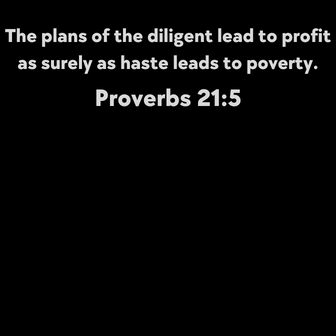 The plans of the diligent lead to profit
as surely as haste leads to poverty.
Proverbs 21:5